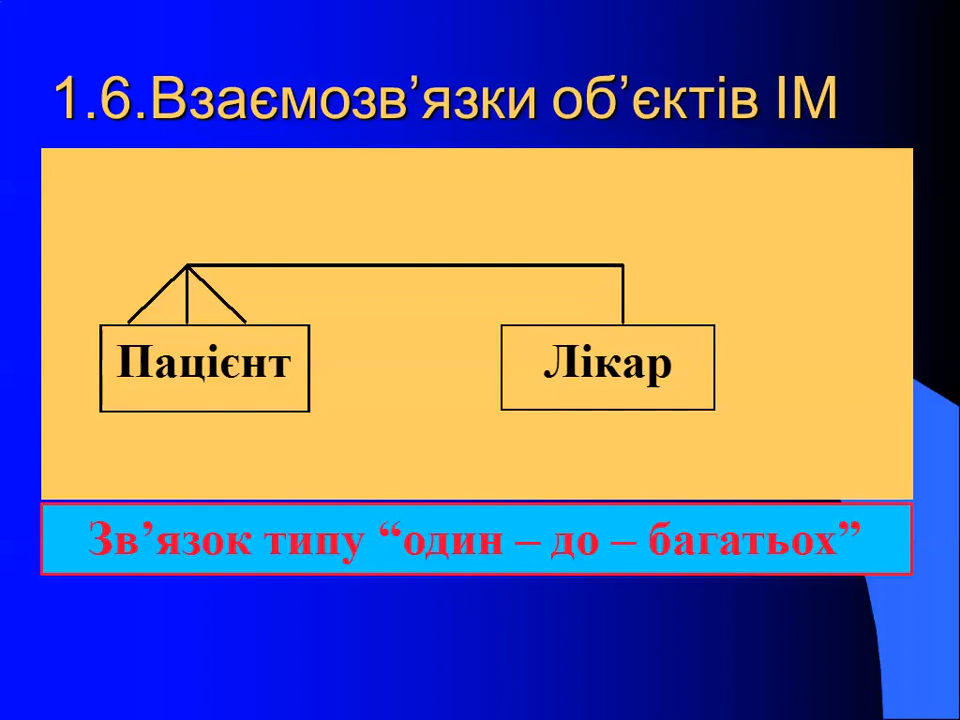 1.6.Взаємозв’язки об’єктів ІМ
Пацієнт
Лікар
Зв’язок типу “один – до – багатьох”